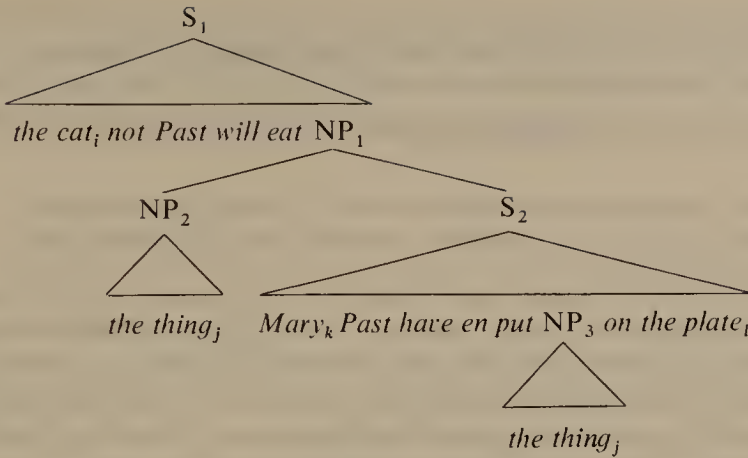 S₁
the catᵢ not Past will eat NP₁
NP₂ S₂
the thingⱼ Maryₖ Past have en put NP₃ on the plateₗ
the thingⱼ